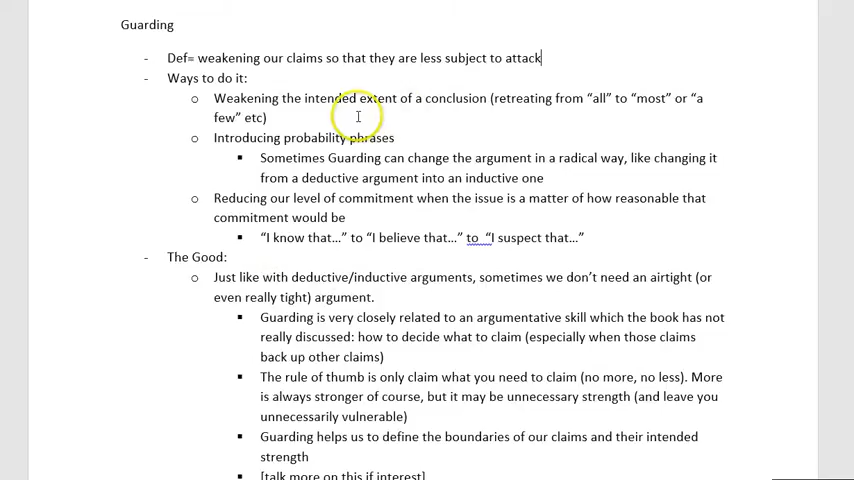 Guarding
- Def= weakening our claims so that they are less subject to attack
- Ways to do it:
o Weakening the intended extent of a conclusion (retreating from “all” to “most” or “a
few” etc)
o Introducing probability phrases
▪ Sometimes Guarding can change the argument in a radical way, like changing it
from a deductive argument into an inductive one
o Reducing our level of commitment when the issue is a matter of how reasonable that
commitment would be
▪ “I know that…” to “I believe that…” to “I suspect that…”
- The Good:
o Just like with deductive/inductive arguments, sometimes we don’t need an airtight (or
even really tight) argument.
▪ Guarding is very closely related to an argumentative skill which the book has not
really discussed: how to decide what to claim (especially when those claims
back up other claims)
▪ The rule of thumb is only claim what you need to claim (no more, no less). More
is always stronger of course, but it may be unnecessary strength (and leave you
unnecessarily vulnerable)
▪ Guarding helps us to define the boundaries of our claims and their intended
strength
▪ [talk more on this if interest]